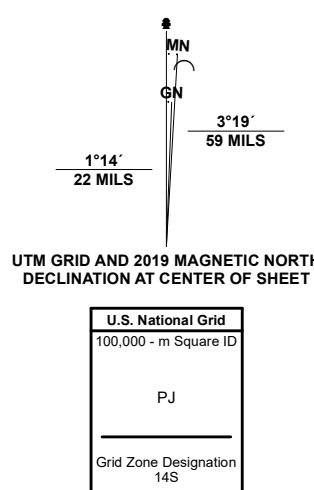 MN
GN
3°19´
59 MILS
1°14´
22 MILS
UTM GRID AND 2019 MAGNETIC NORTH
DECLINATION AT CENTER OF SHEET
U.S. National Grid
100,000 - m Square ID
PJ
Grid Zone Designation
14S